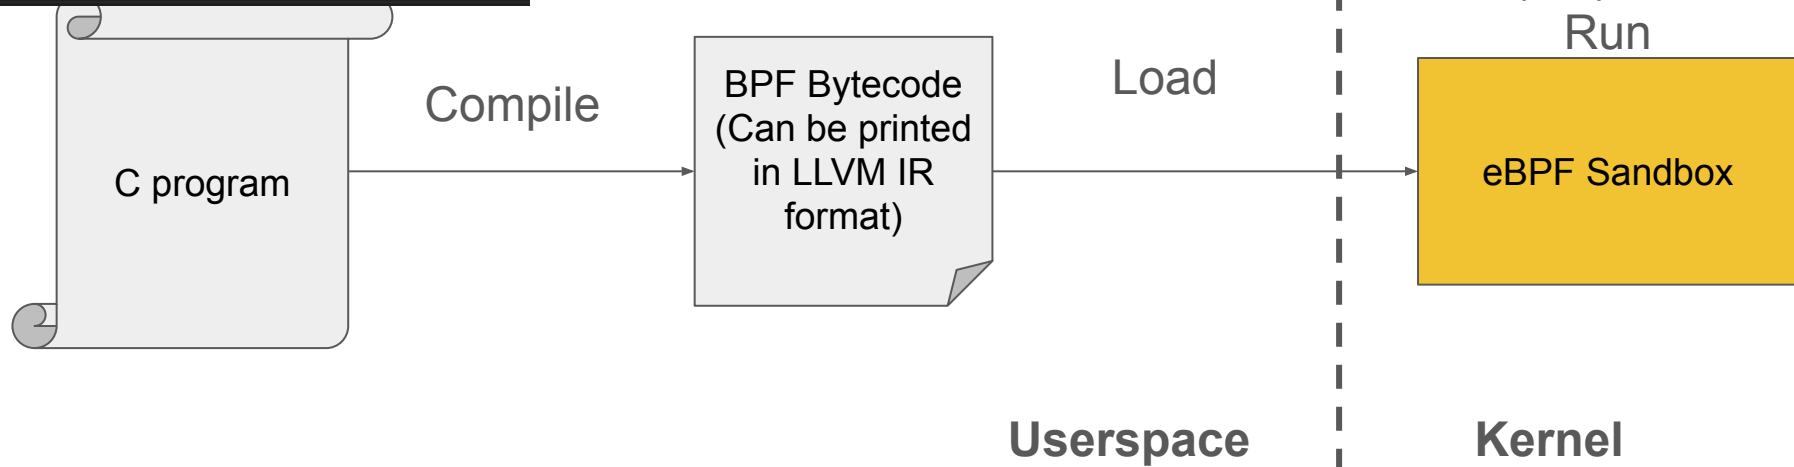 Run
Compile
Load
C program
BPF Bytecode
(Can be printed
in LLVM IR
format)
eBPF Sandbox
Userspace
Kernel